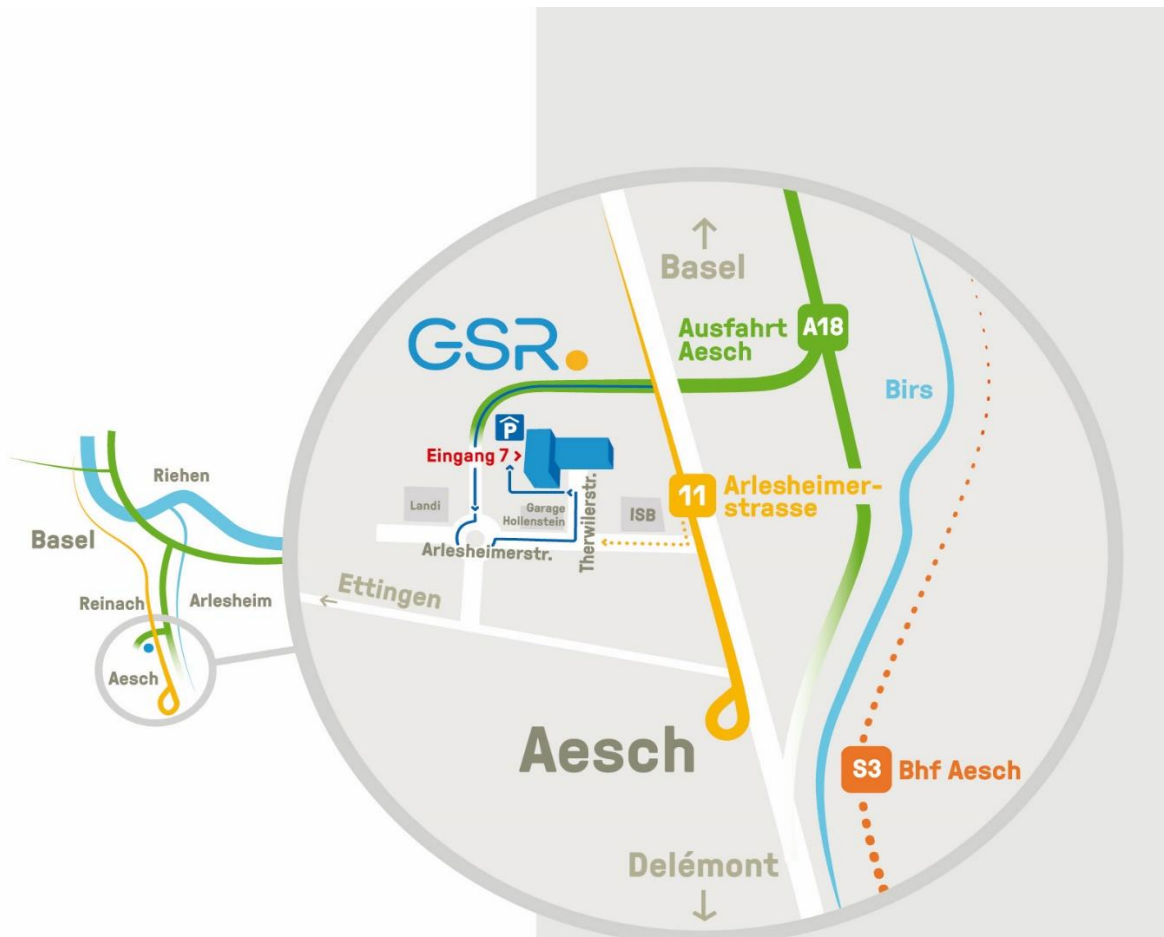 Basel
GSR.
Ausfahrt
Aesch
A18
Birs
P
Eingang 7 >
11
Arlesheimer-
strasse
Landi
Garage
Hollenstein
ISB
Therwilerstr.
Arlesheimerstr.
Ettingen
Riehen
Basel
Reinach
Arlesheim
Aesch
Aesch
S3
Bhf Aesch
Delémont